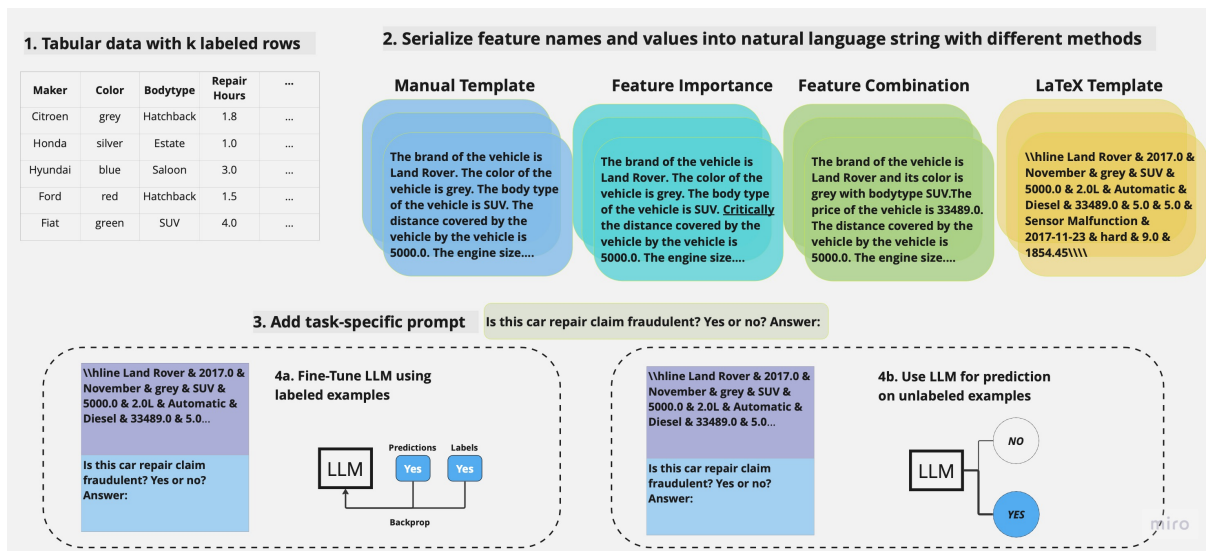 1. Tabular data with k labeled rows
Maker Color Bodytype Repair Hours ...
Citroen grey Hatchback 1.8 ...
Honda silver Estate 1.0 ...
Hyundai blue Saloon 3.0 ...
Ford red Hatchback 1.5 ...
Fiat green SUV 4.0 ...
2. Serialize feature names and values into natural language string with different methods
Manual Template
The brand of the vehicle is
Land Rover. The color of the
vehicle is grey. The body type
of the vehicle is SUV. The
distance covered by the
vehicle by the vehicle is
5000.0. The engine size....
Feature Importance
The brand of the vehicle is
Land Rover. The color of the
vehicle is grey. The body type
of the vehicle is SUV. Critically
the distance covered by the
vehicle by the vehicle is
5000.0. The engine size....
Feature Combination
The brand of the vehicle is
Land Rover and its color is
grey with bodytype SUV.The
price of the vehicle is 33489.0.
The distance covered by the
vehicle by the vehicle is
5000.0. The engine size....
LaTeX Template
\\hline Land Rover & 2017.0 &
November & grey & SUV &
5000.0 & 2.0L & Automatic &
Diesel & 33489.0 & 5.0 & 5.0 &
Sensor Malfunction &
2017-11-23 & hard & 9.0 &
1854.45\\\\
3. Add task-specific prompt
Is this car repair claim fraudulent? Yes or no? Answer:
\\hline Land Rover & 2017.0 &
November & grey & SUV &
5000.0 & 2.0L & Automatic &
Diesel & 33489.0 & 5.0...
Is this car repair claim
fraudulent? Yes or no?
Answer:
4a. Fine-Tune LLM using
labeled examples
Predictions Labels
LLM Yes Yes
Backprop
\\hline Land Rover & 2017.0 &
November & grey & SUV &
5000.0 & 2.0L & Automatic &
Diesel & 33489.0 & 5.0...
Is this car repair claim
fraudulent? Yes or no?
Answer:
4b. Use LLM for prediction
on unlabeled examples
NO
LLM
YES
miro